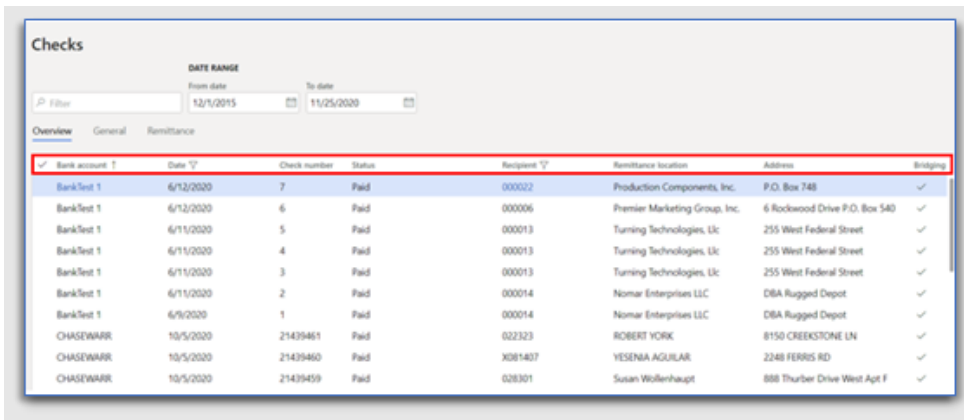 Checks
DATE RANGE
From date To date
Filter 12/1/2015 11/25/2020
Overview General Remittance
Bank account Date Check number Status Recipient Remittance location Address Bridging
BankTest 1 6/12/2020 7 Paid 000022 Production Components, Inc. P.O. Box 748
BankTest 1 6/12/2020 6 Paid 000006 Premier Marketing Group, Inc. 6 Rockwood Drive P.O. Box 540
BankTest 1 6/11/2020 5 Paid 000013 Turning Technologies, Llc 255 West Federal Street
BankTest 1 6/11/2020 4 Paid 000013 Turning Technologies, Llc 255 West Federal Street
BankTest 1 6/11/2020 3 Paid 000013 Turning Technologies, Llc 255 West Federal Street
BankTest 1 6/11/2020 2 Paid 000014 Nomar Enterprises LLC DBA Rugged Depot
BankTest 1 6/9/2020 1 Paid 000014 Nomar Enterprises LLC DBA Rugged Depot
CHASEWARR 10/5/2020 21439461 Paid 022323 ROBERT YORK 8150 CREEKSTONE LN
CHASEWARR 10/5/2020 21439460 Paid X081407 YESENIA AGUILAR 2248 FERRIS RD
CHASEWARR 10/5/2020 21439459 Paid 028301 Susan Wollenhaupt 888 Thurber Drive West Apt F